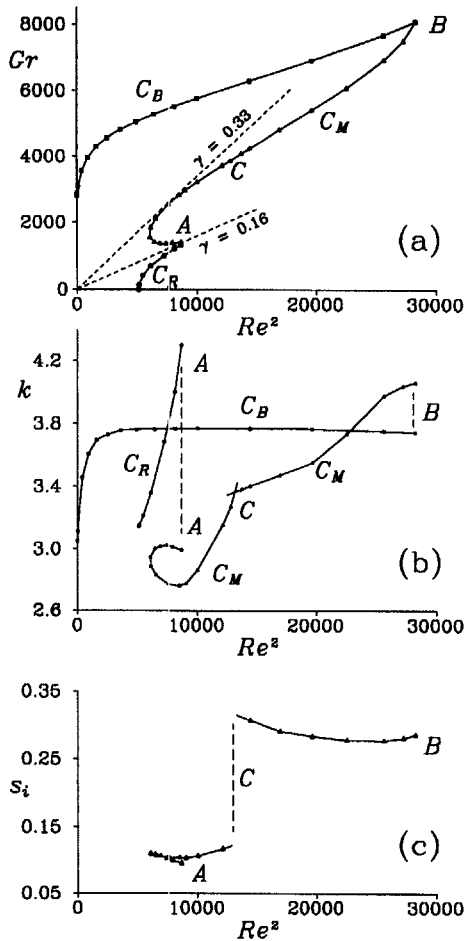 8000
Gr
6000
4000
2000
0
C_B
B
γ = 0.33
C_M
C
A
γ = 0.16
C_R
(a)
0 10000 20000 30000
Re²
4.2
k
3.8
3.4
3.0
2.6
A
C_B
B
C_R
C_M
C
A
C_M
(b)
0 10000 20000 30000
Re²
0.35
0.25
s_i
0.15
0.05
B
C
A
(c)
0 10000 20000 30000
Re²